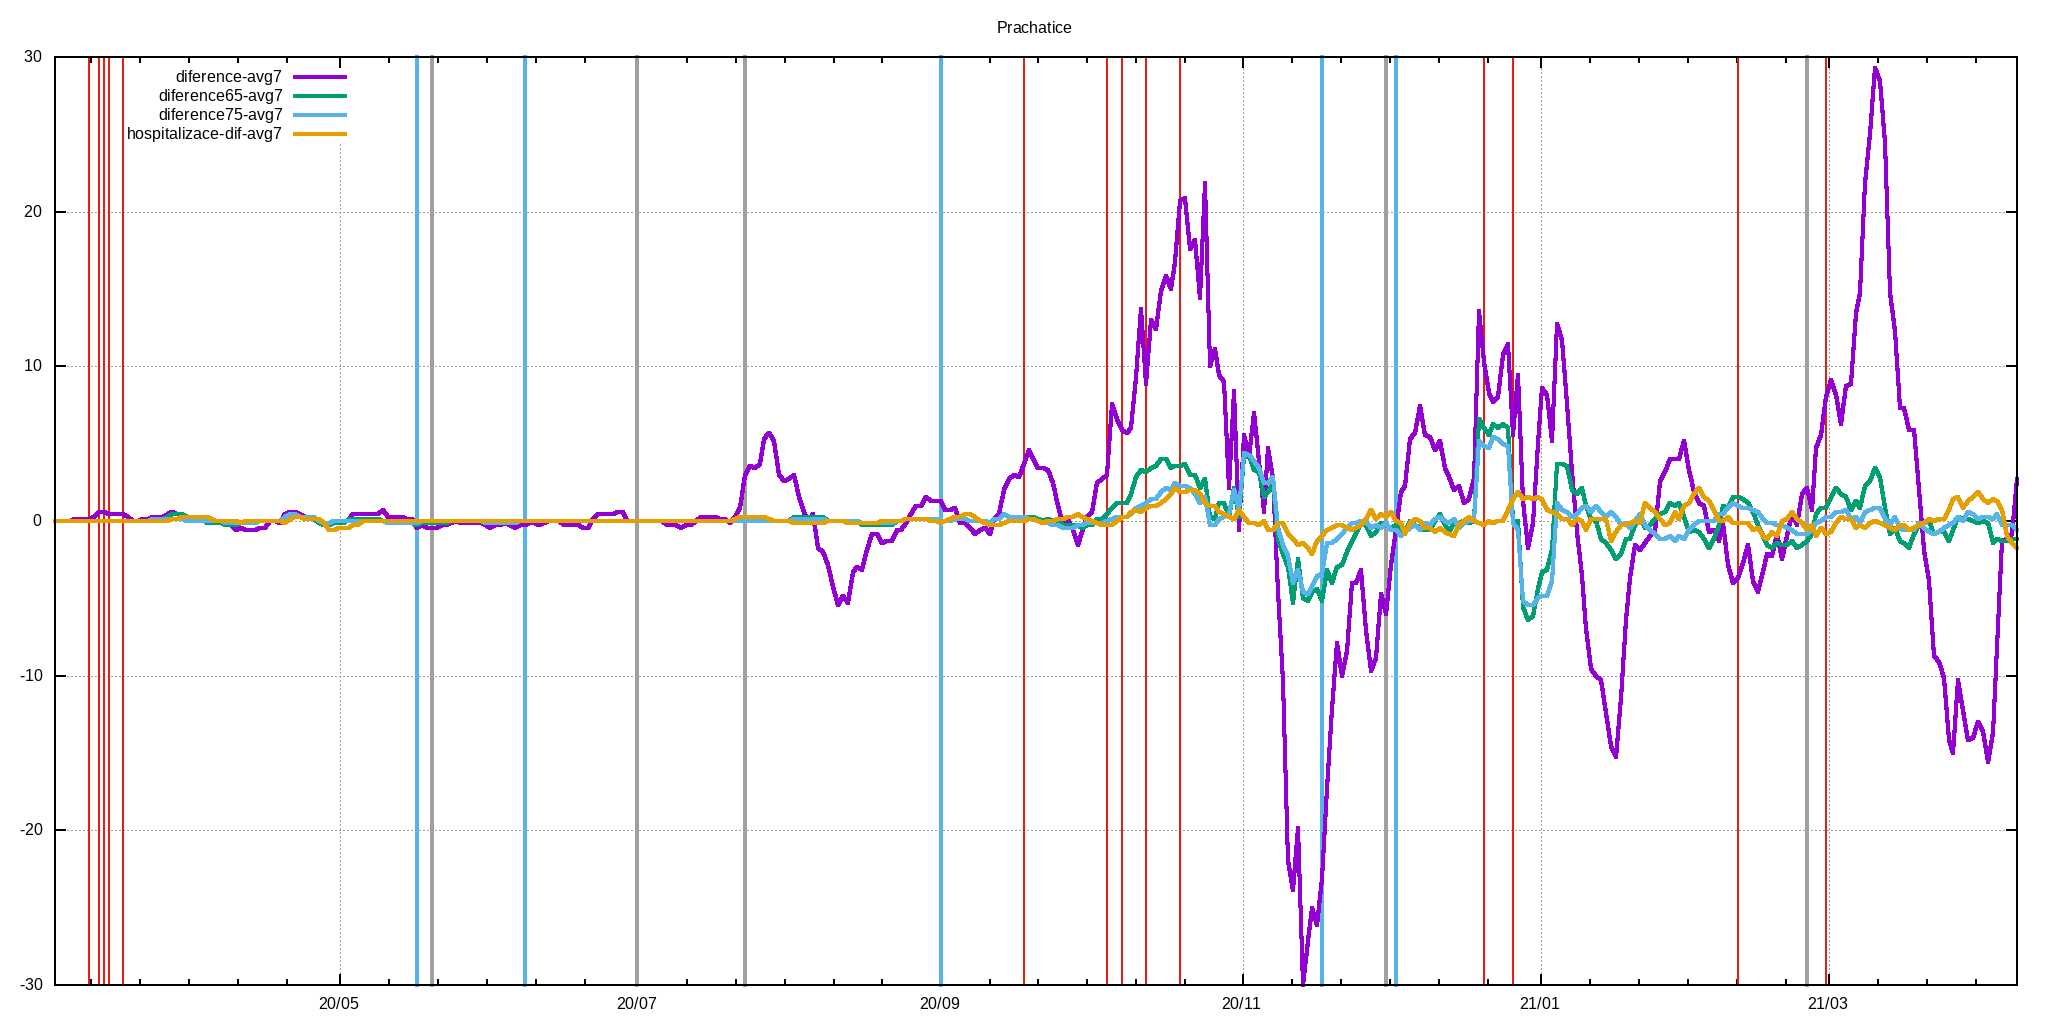 Prachatice
30
20
10
0
-10
-20
-30
diference-avg7
diference65-avg7
diference75-avg7
hospitalizace-dif-avg7
20/05
20/07
20/09
20/11
21/01
21/03